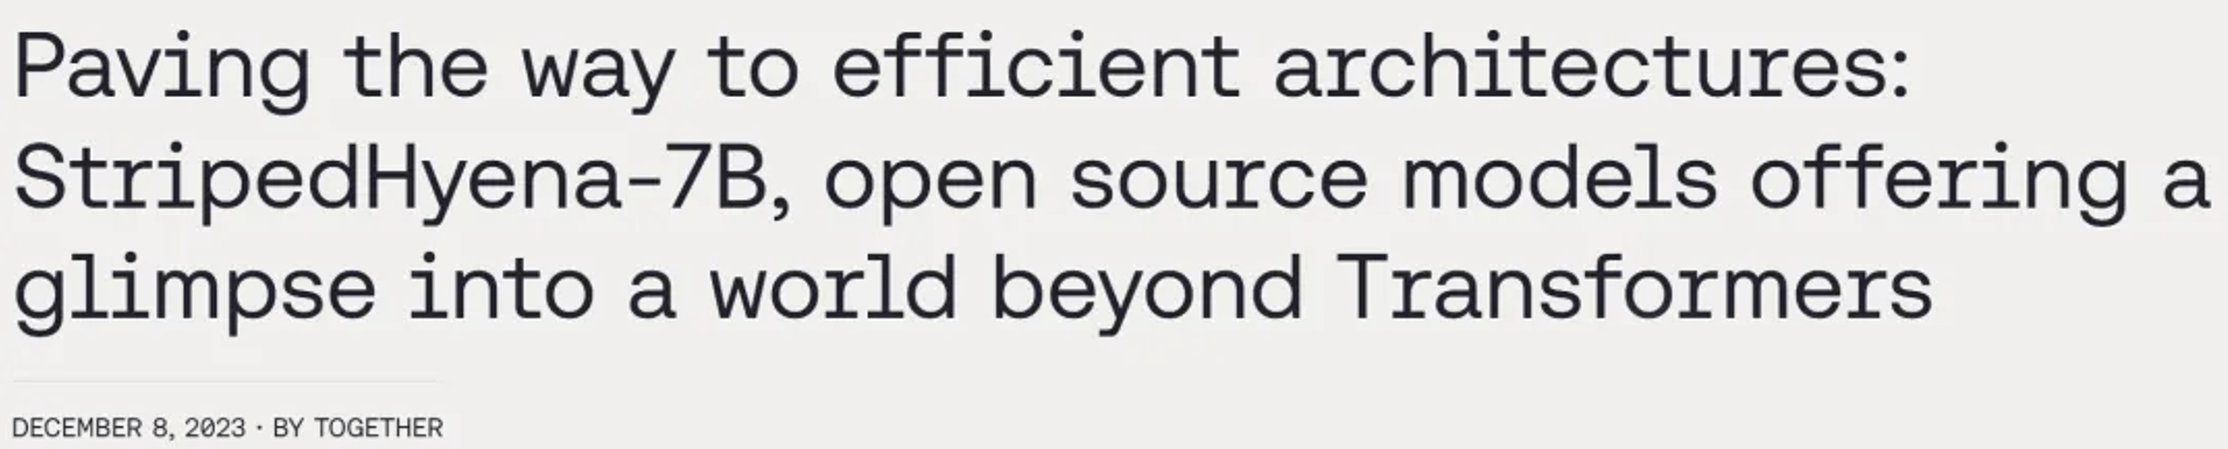 Paving the way to efficient architectures:
StripedHyena-7B, open source models offering a
glimpse into a world beyond Transformers
DECEMBER 8, 2023 · BY TOGETHER